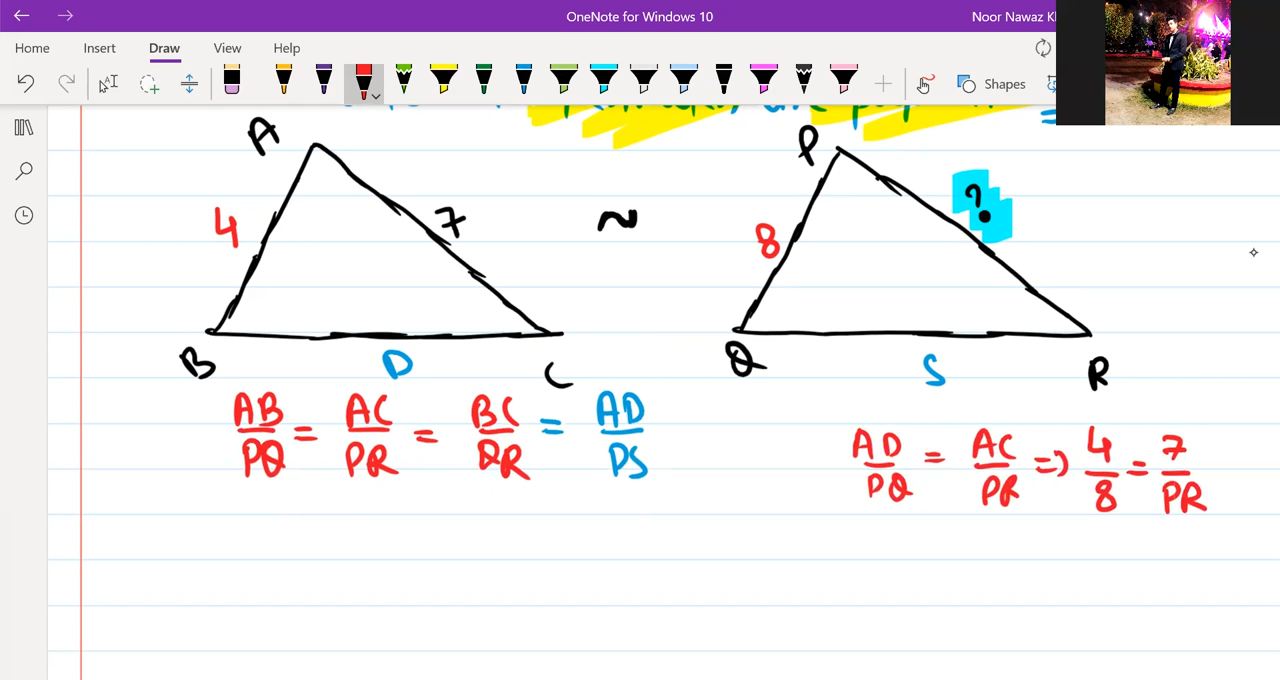 OneNote for Windows 10
Noor Nawaz Kh
Home Insert Draw View Help
Shapes
A
P
4
7
~
8
?
B
D
C
Q
S
R
AB/PQ = AC/PR = BC/QR = AD/PS
AD/PQ = AC/PR => 4/8 = 7/PR